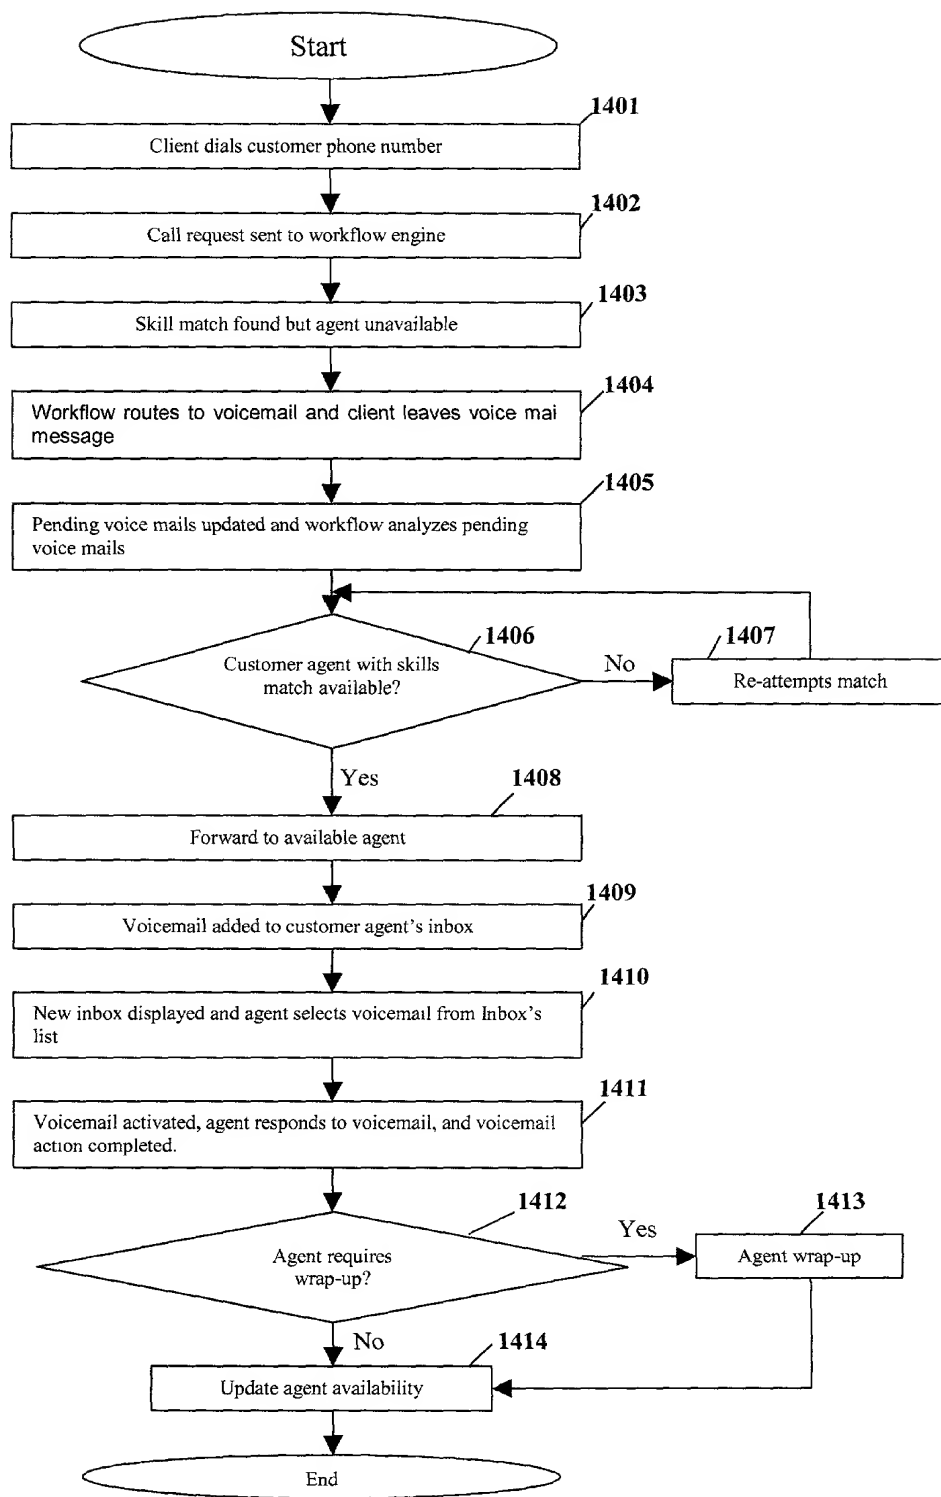 Start
1401
Client dials customer phone number
1402
Call request sent to workflow engine
1403
Skill match found but agent unavailable
1404
Workflow routes to voicemail and client leaves voice mai
message
1405
Pending voice mails updated and workflow analyzes pending
voice mails
1406
Customer agent with skills
match available?
No
1407
Re-attempts match
Yes
1408
Forward to available agent
1409
Voicemail added to customer agent's inbox
1410
New inbox displayed and agent selects voicemail from Inbox's
list
1411
Voicemail activated, agent responds to voicemail, and voicemail
action completed.
1412
Agent requires
wrap-up?
Yes
1413
Agent wrap-up
No
1414
Update agent availability
End